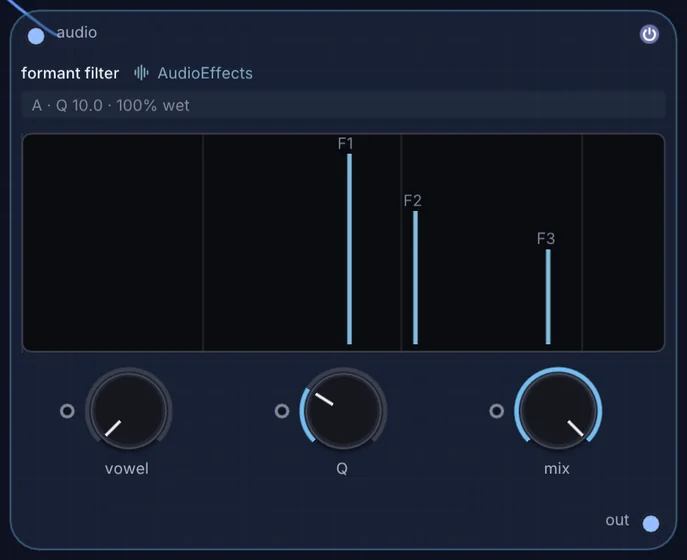 audio
formant filter AudioEffects
A · Q 10.0 · 100% wet
F1
F2
F3
vowel Q mix
out